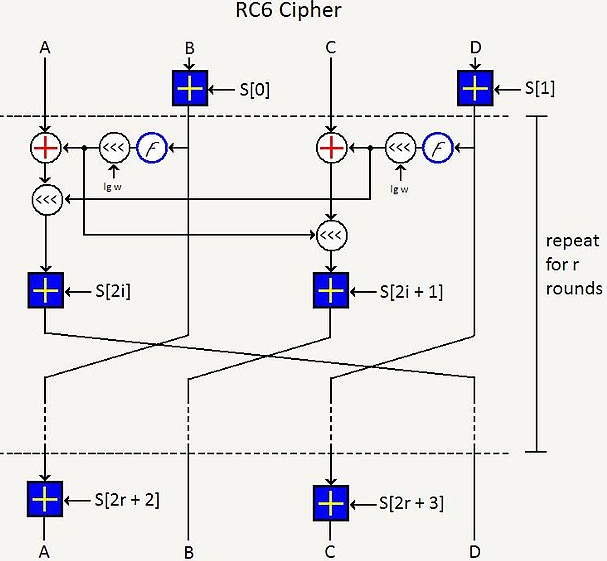 RC6 Cipher
A
B
C
D
S[0]
S[1]
<<<
F
<<<
F
lg w
lg w
<<<
<<<
repeat
for r
rounds
S[2i]
S[2i + 1]
S[2r + 2]
S[2r + 3]
A
B
C
D